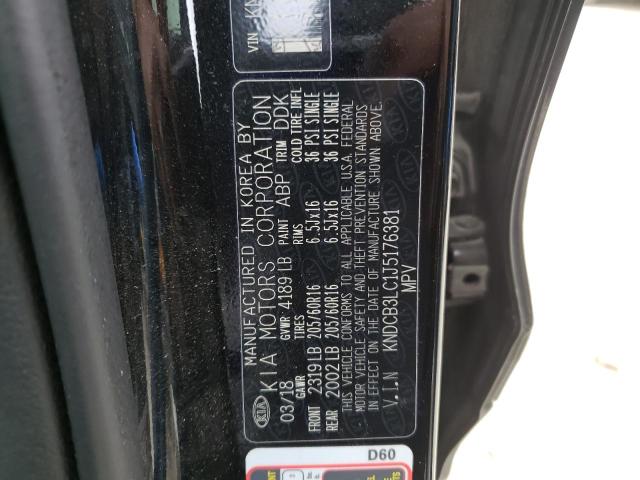 VIN
MANUFACTURED IN KOREA BY
KIA KIA MOTORS CORPORATION
03/18 GVWR 4189 LB PAINT ABP TRIM DDK
GAWR TIRES RIMS COLD TIRE INFL
FRONT 2319 LB 205/60R16 6.5Jx16 36 PSI SINGLE
REAR 2002 LB 205/60R16 6.5Jx16 36 PSI SINGLE
THIS VEHICLE CONFORMS TO ALL APPLICABLE U.S.A. FEDERAL
MOTOR VEHICLE SAFETY AND THEFT PREVENTION STANDARDS
IN EFFECT ON THE DATE OF MANUFACTURE SHOWN ABOVE.
V.I.N KNDCB3LC1J5176381
MPV
D60